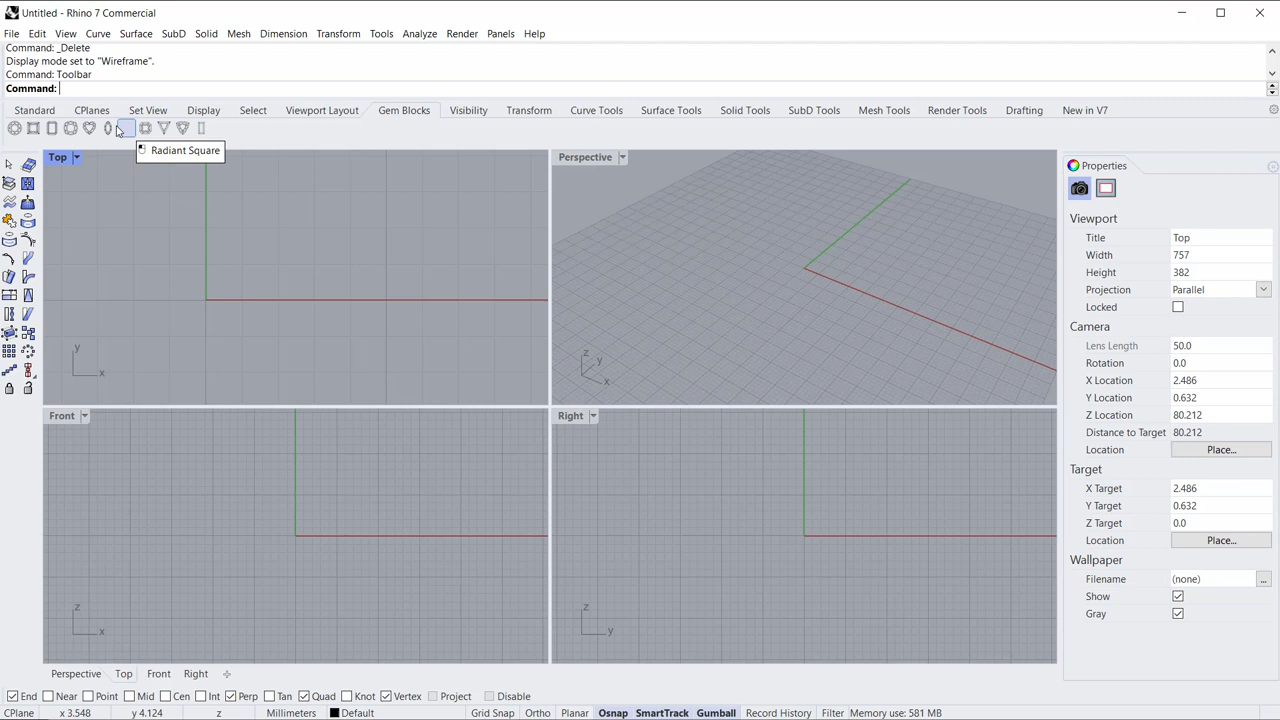 Untitled - Rhino 7 Commercial
File Edit View Curve Surface SubD Solid Mesh Dimension Transform Tools Analyze Render Panels Help
Command: _Delete
Display mode set to "Wireframe".
Command: Toolbar
Command:
Standard CPlanes Set View Display Select Viewport Layout Gem Blocks Visibility Transform Curve Tools Surface Tools Solid Tools SubD Tools Mesh Tools Render Tools Drafting New in V7
Radiant Square
Top
Perspective
z y x
y x
Front
z x
Right
z y
Properties
Viewport
Title Top
Width 757
Height 382
Projection Parallel
Locked
Camera
Lens Length 50.0
Rotation 0.0
X Location 2.486
Y Location 0.632
Z Location 80.212
Distance to Target 80.212
Location Place...
Target
X Target 2.486
Y Target 0.632
Z Target 0.0
Location Place...
Wallpaper
Filename (none) ...
Show
Gray
Perspective Top Front Right
End Near Point Mid Cen Int Perp Tan Quad Knot Vertex Project Disable
CPlane x 3.548 y 4.124 z Millimeters Default Grid Snap Ortho Planar Osnap SmartTrack Gumball Record History Filter Memory use: 581 MB